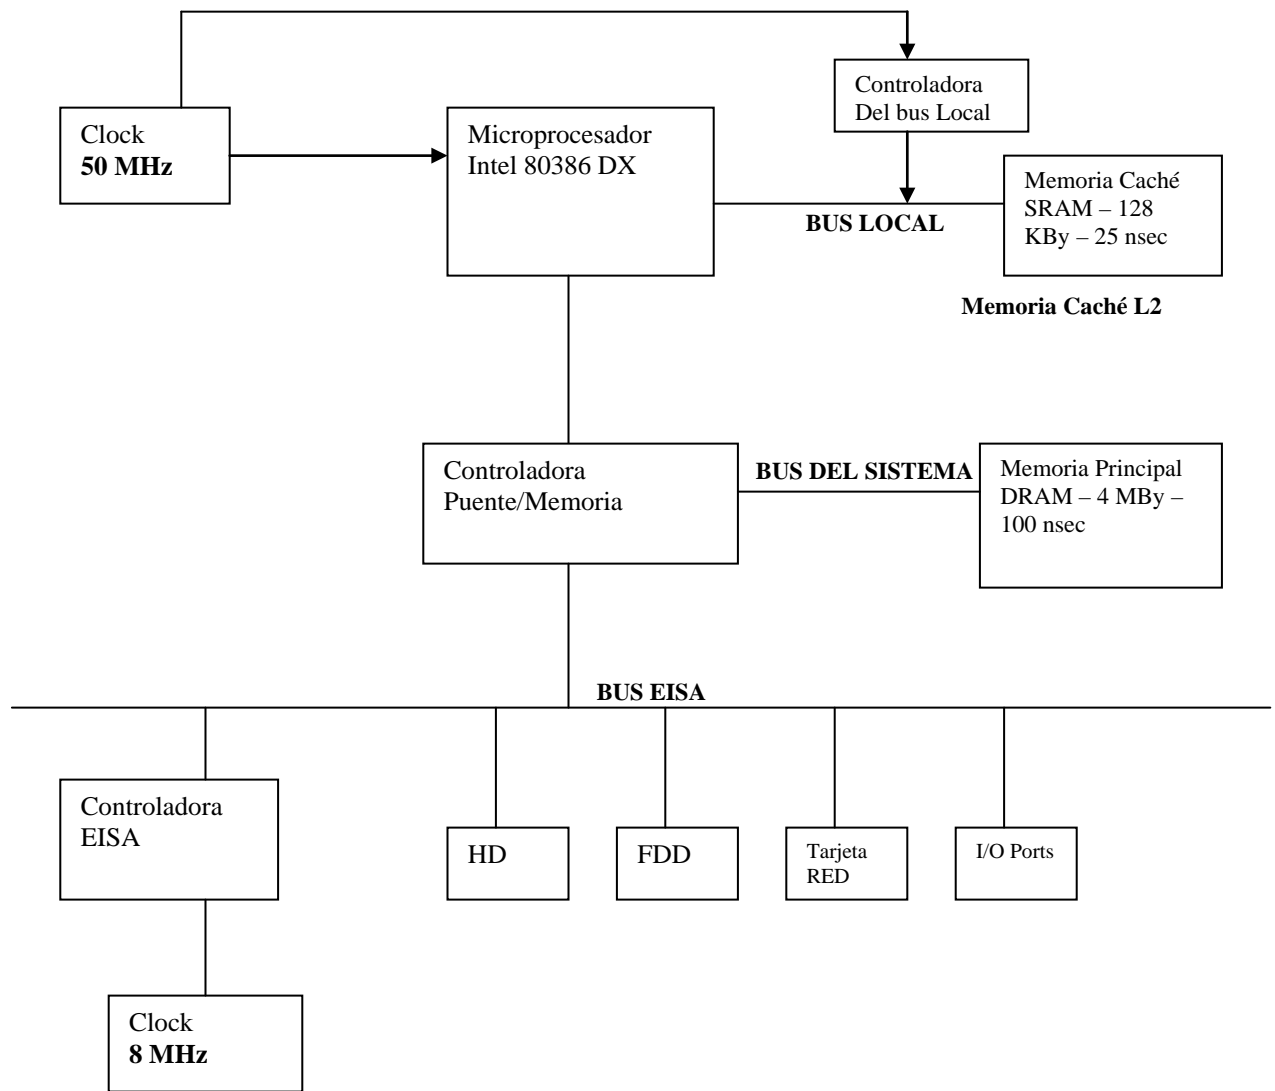 Controladora
Del bus Local
Clock
50 MHz
Microprocesador
Intel 80386 DX
Memoria Caché
SRAM – 128
KBy – 25 nsec
BUS LOCAL
Memoria Caché L2
Controladora
Puente/Memoria
BUS DEL SISTEMA
Memoria Principal
DRAM – 4 MBy –
100 nsec
BUS EISA
Controladora
EISA
HD
FDD
Tarjeta
RED
I/O Ports
Clock
8 MHz